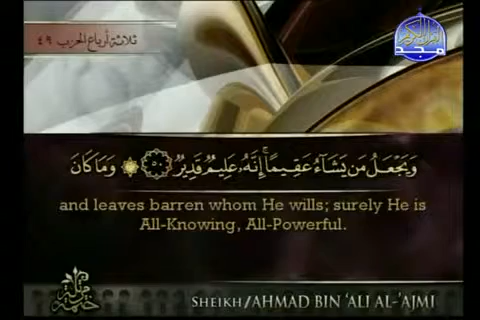 ثلاثة أرباع الحزب ٤٩
مجد
وَيَجْعَلُ مَن يَشَآءُ عَقِيمًا ۚ إِنَّهُۥ عَلِيمٌ قَدِيرٌ ٥٠ ۞ وَمَا كَانَ
and leaves barren whom He wills; surely He is
All-Knowing, All-Powerful.
SHEIKH/AHMAD BIN 'ALI AL-'AJMI